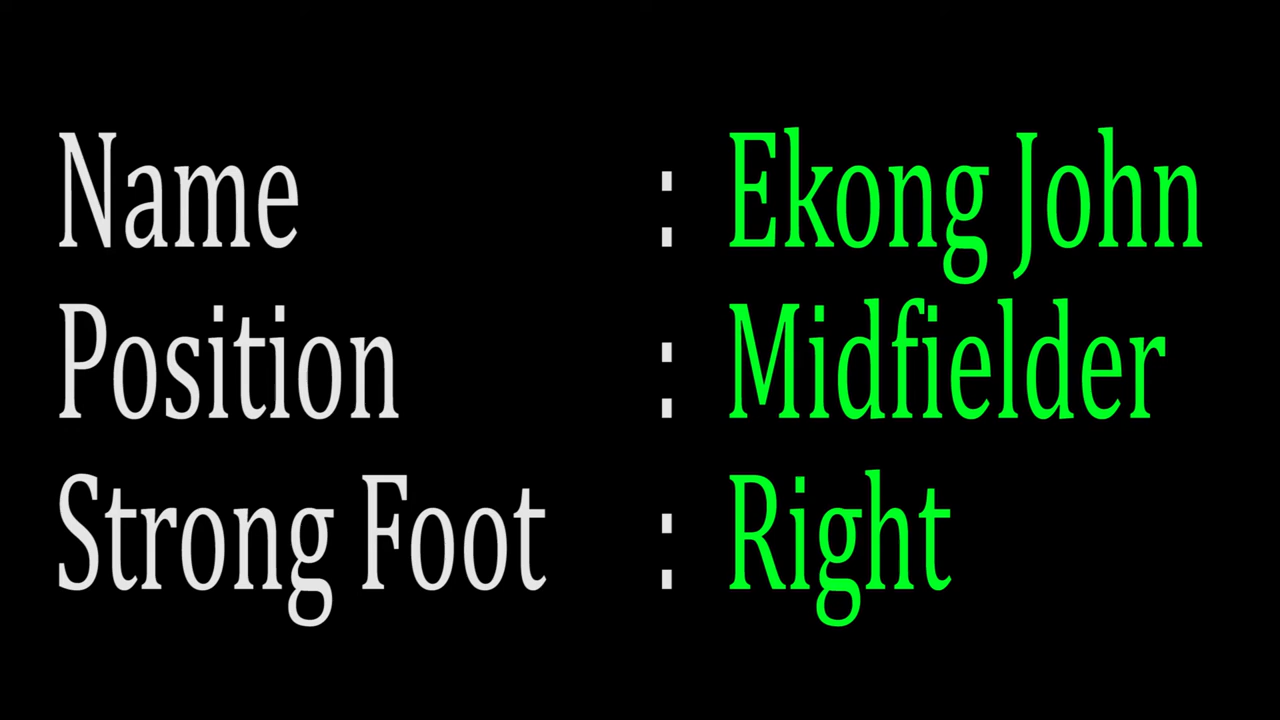 Name : Ekong John
Position : Midfielder
Strong Foot : Right